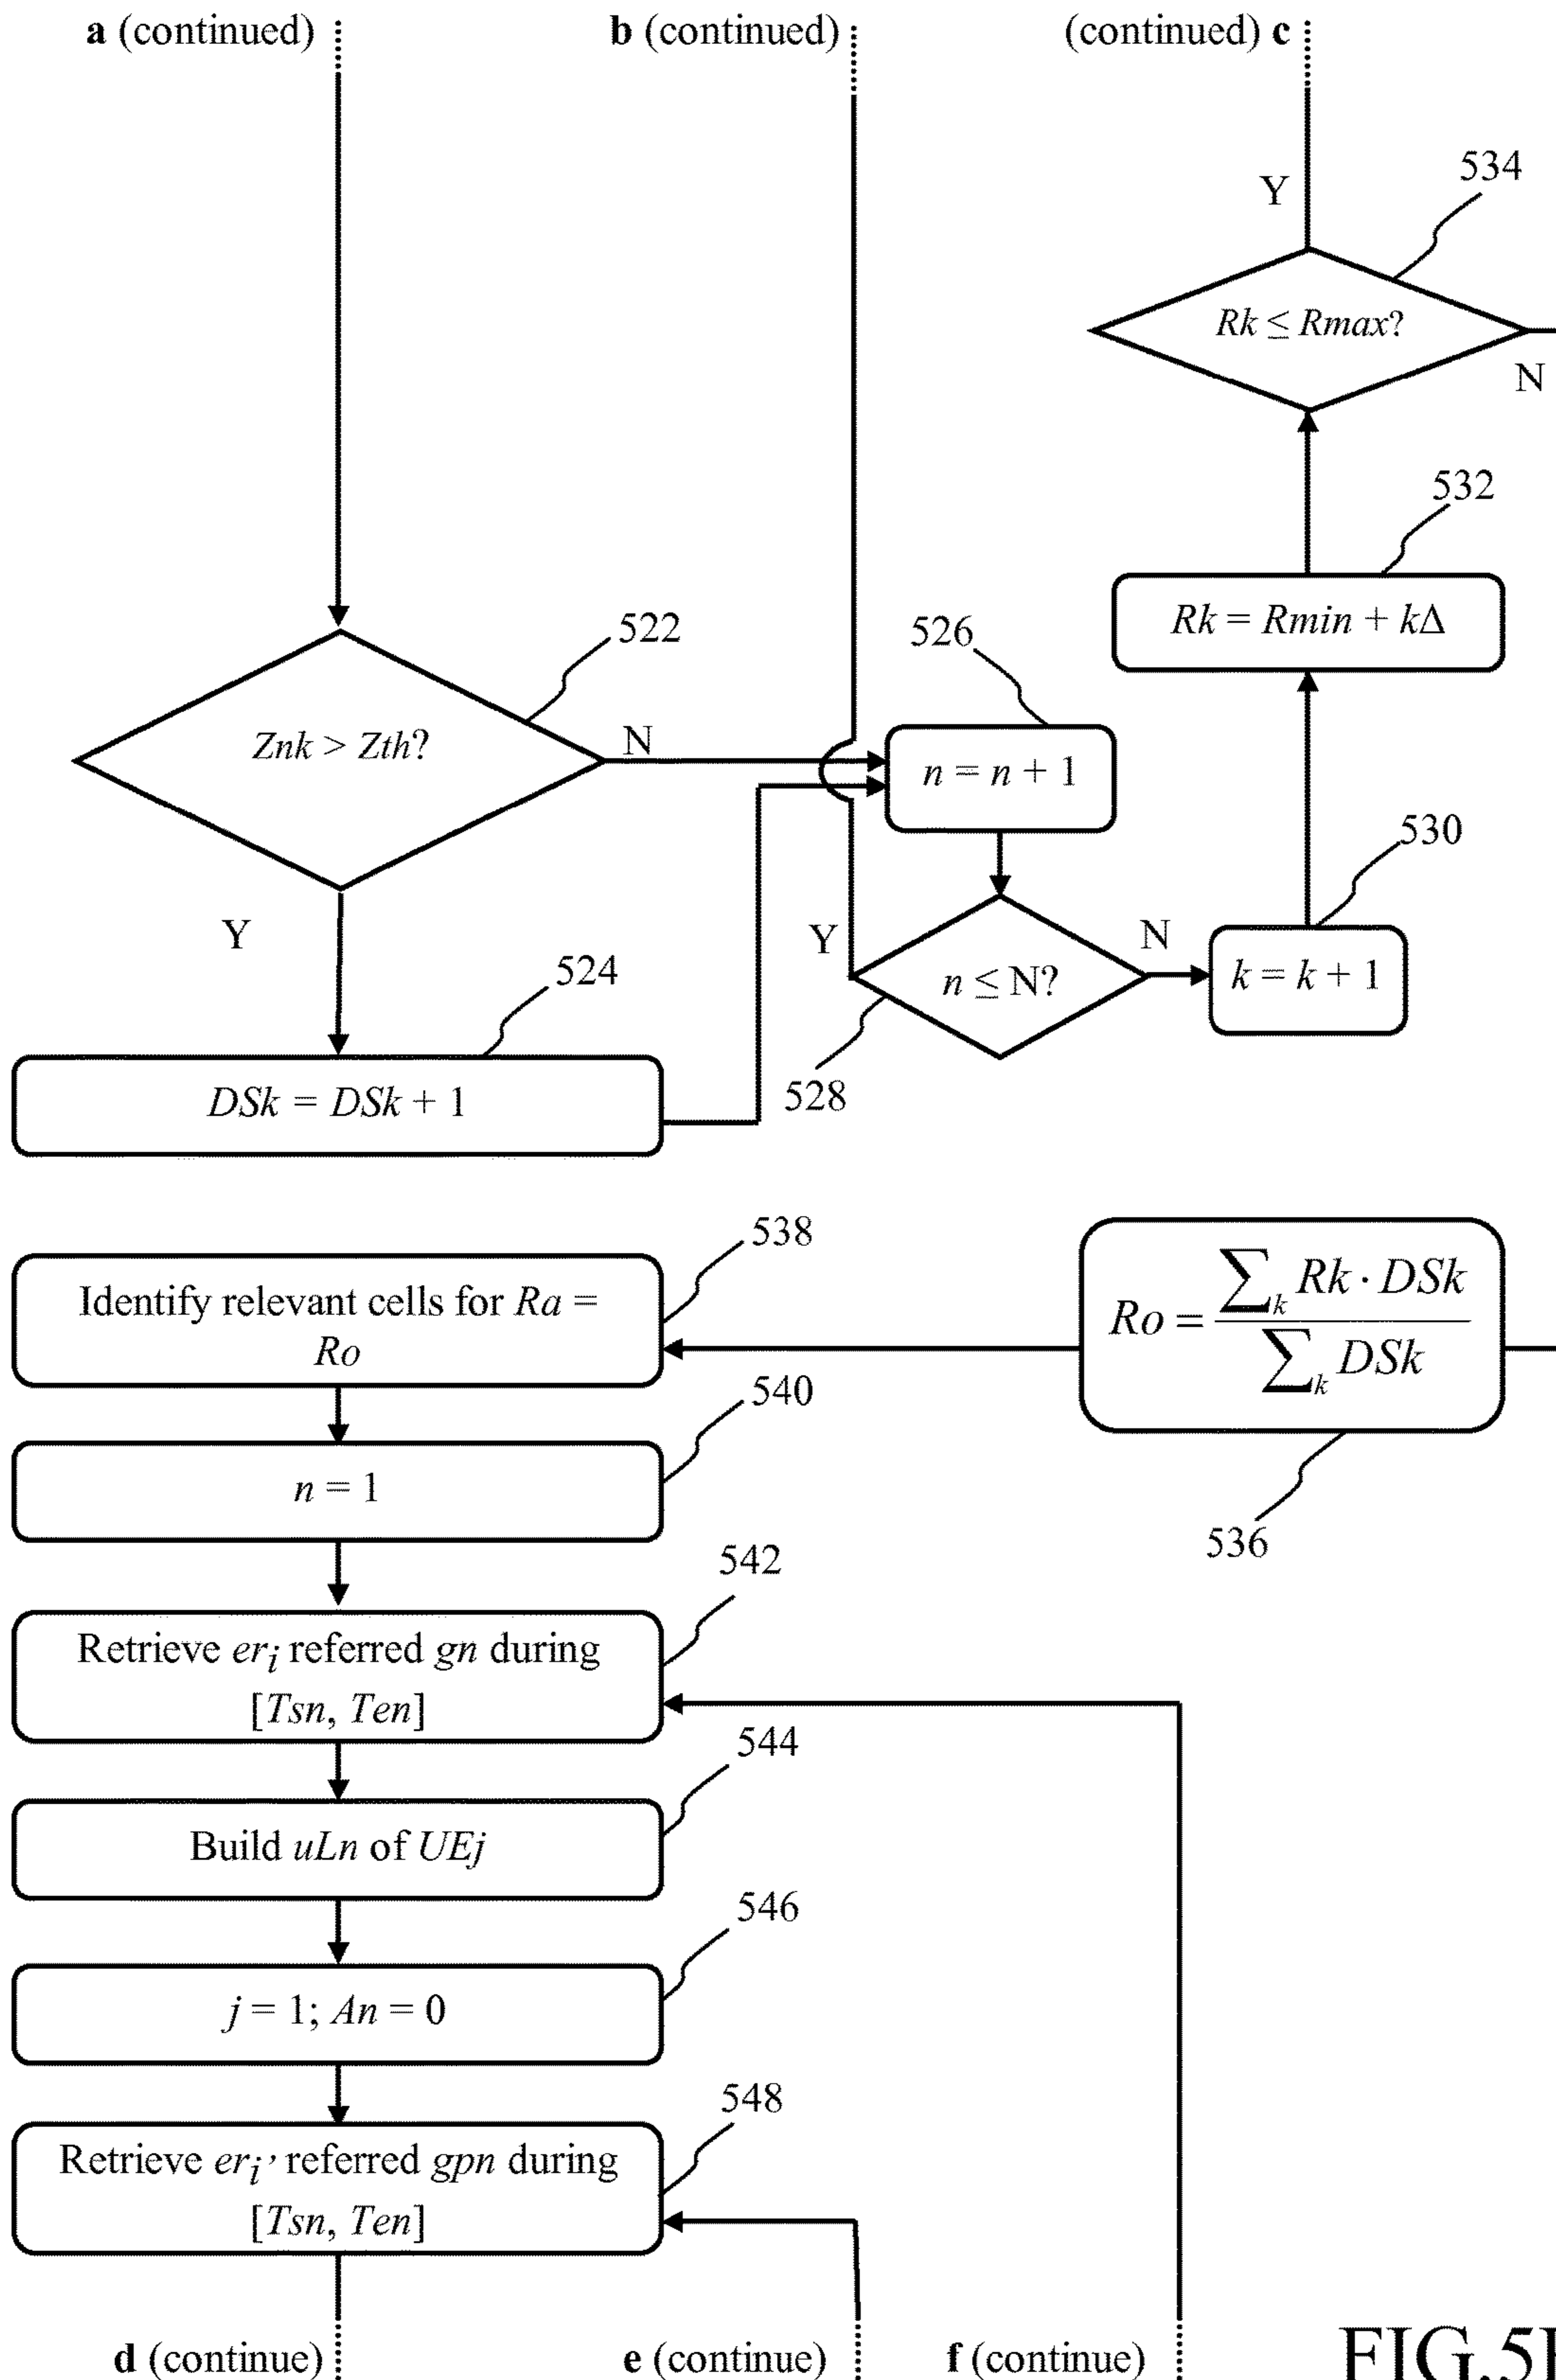 a (continued)
b (continued)
(continued) c
534
Y
Rk ≤ Rmax?
N
532
Rk = Rmin + kΔ
522
526
Znk > Zth?
N
n = n + 1
530
Y
Y
N
n ≤ N?
k = k + 1
524
528
DSk = DSk + 1
538
Identify relevant cells for Ra =
Ro
Ro = ∑k Rk · DSk / ∑k DSk
540
n = 1
536
542
Retrieve eri referred gn during
[Tsn, Ten]
544
Build uLn of UEj
546
j = 1; An = 0
548
Retrieve eri’ referred gpn during
[Tsn, Ten]
d (continue)
e (continue)
f (continue)